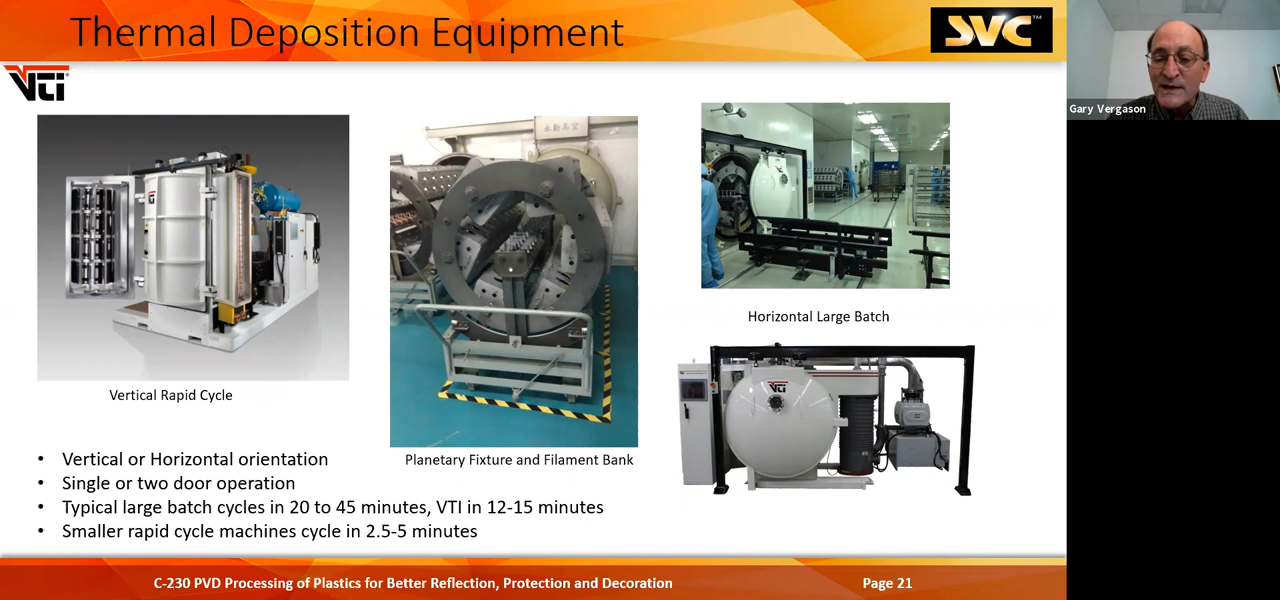 Thermal Deposition Equipment
SVC™
VTI
Gary Vergason
Vertical Rapid Cycle
Planetary Fixture and Filament Bank
Horizontal Large Batch
VTI
• Vertical or Horizontal orientation
• Single or two door operation
• Typical large batch cycles in 20 to 45 minutes, VTI in 12-15 minutes
• Smaller rapid cycle machines cycle in 2.5-5 minutes
C-230 PVD Processing of Plastics for Better Reflection, Protection and Decoration
Page 21